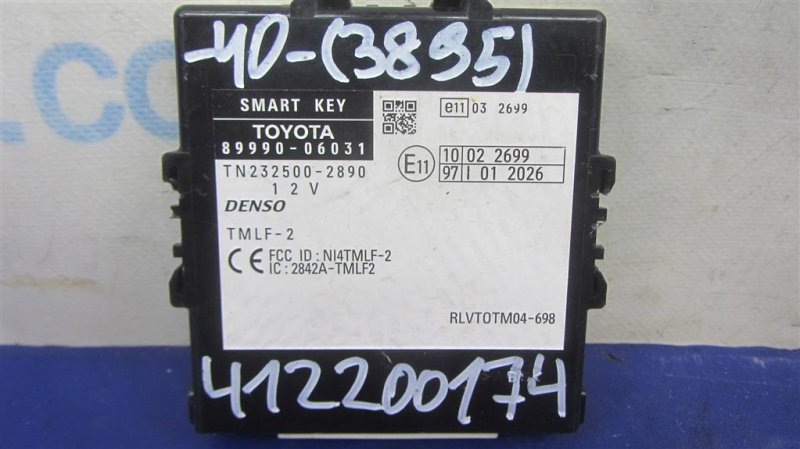 -40-(3895)
SMART KEY
TOYOTA
89990-06031
e11 03 2699
E11
10 02 2699
97 I 01 2026
TN232500-2890
12V
DENSO
TMLF-2
CE
FCC ID : NI4TMLF-2
IC : 2842A-TMLF2
RLVTOTM04-698
412200174